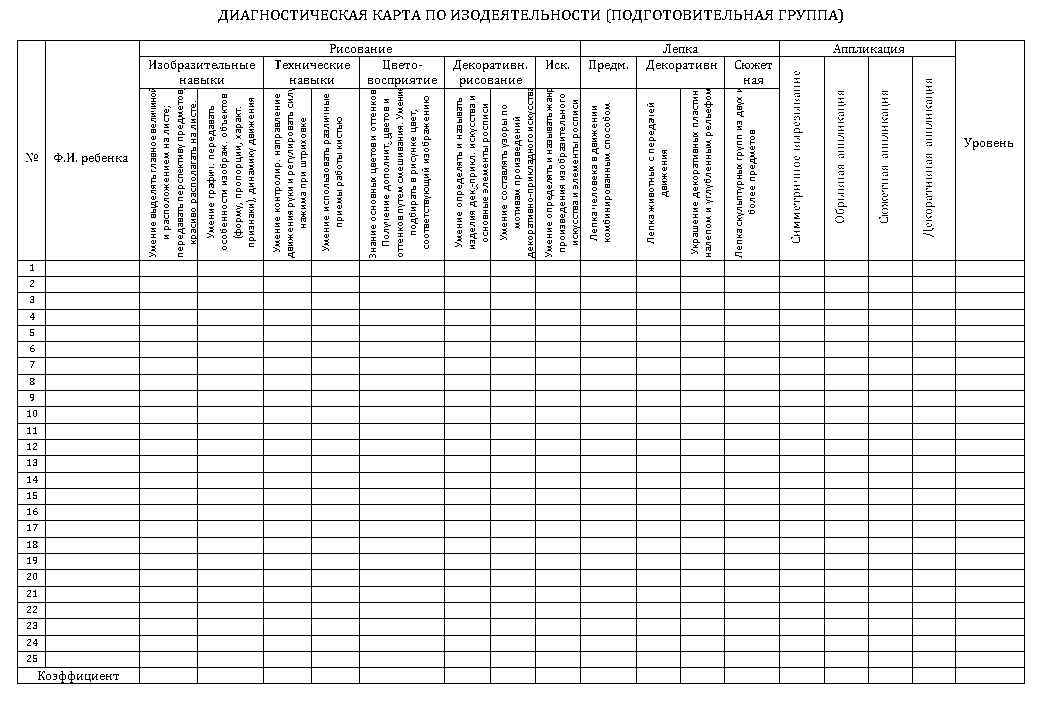 ДИАГНОСТИЧЕСКАЯ КАРТА ПО ИЗОДЕЯТЕЛЬНОСТИ (ПОДГОТОВИТЕЛЬНАЯ ГРУППА)
№
Ф.И. ребенка
Рисование
Лепка
Аппликация
Уровень
Изобразительные
навыки
Технические
навыки
Цвето-
восприятие
Декоративн.
рисование
Иск.
Предм.
Декоративн
Сюжет
ная
Умение выделять главное величиной
и расположением на листе;
передавать перспективу предметов,
красиво располагать на листе.
Умение графич. передавать
особенности изображ. объектов
(форму, пропорции, характ.
признаки), динамику движения
Умение контролир. направление
движения руки и регулировать силу
нажима при штриховке
Умение использовать различные
приемы работы кистью
Знание основных цветов и оттенков
Получение дополнит, цветов и
оттенков путем смешивания. Умение
подбирать в рисунке цвет,
соответствующий изображению
Умение определять и называть
изделия дек.-прикл. искусства и
основные элементы росписи
Умение составлять узоры по
мотивам произведений
декоративно-прикладного искусства
Умение определять и называть жанр
произведения изобразительного
искусства и элементы росписи
Лепка человека в движении
комбинированным способом
Лепка животных с передачей
движения
Украшение декоративных пластин
налепом и углубленным рельефом
Лепка скульптурных групп из двух и
более предметов
Симметричное вырезывание
Обрывная аппликация
Сюжетная аппликация
Декоративная аппликация
1
2
3
4
5
6
7
8
9
10
11
12
13
14
15
16
17
18
19
20
21
22
23
24
25
Коэффициент